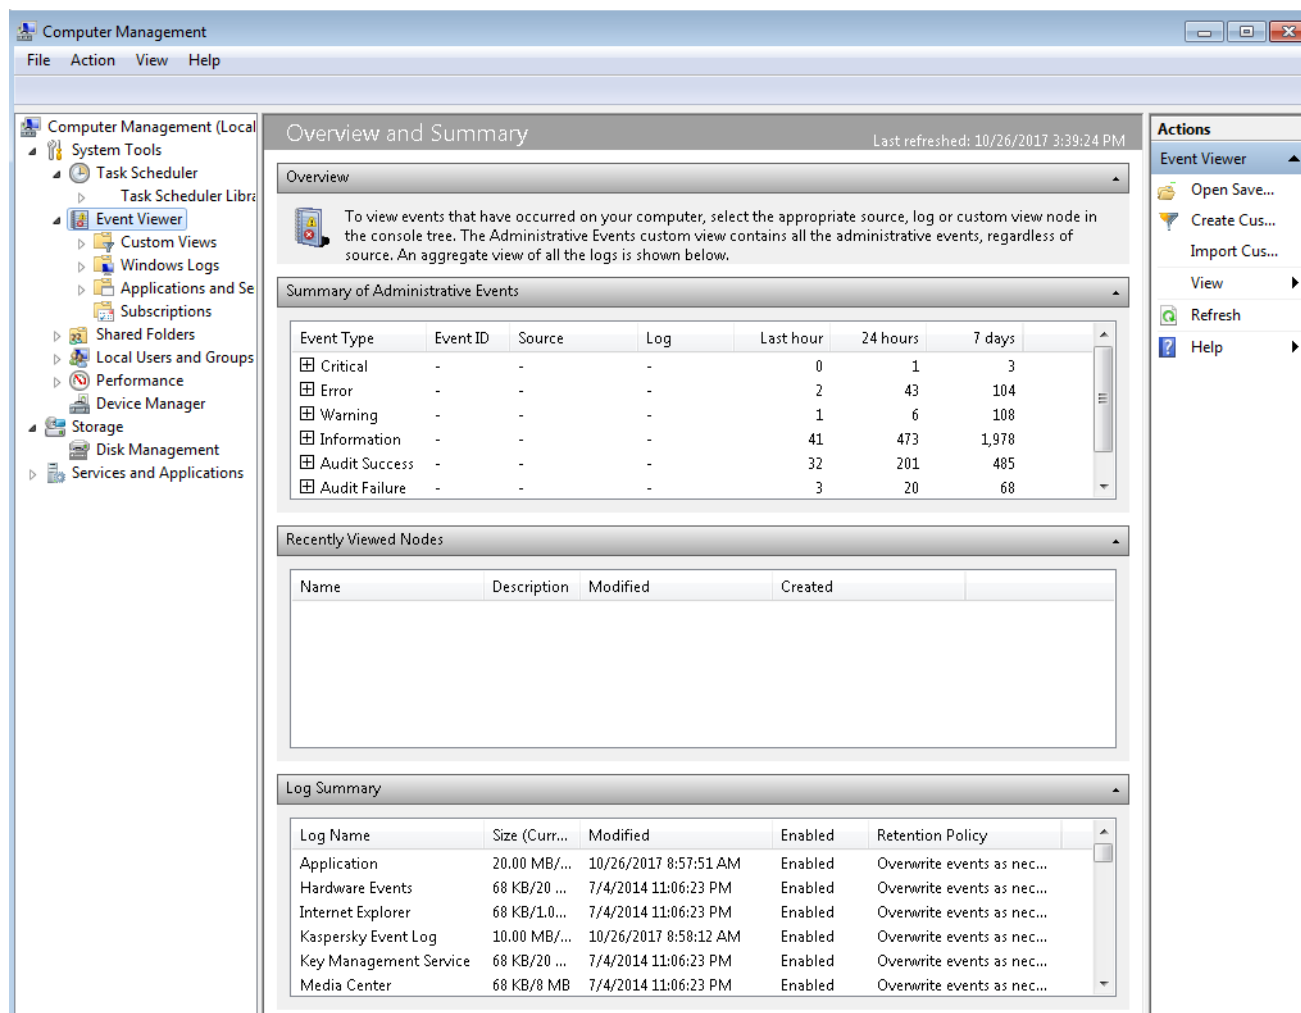 Computer Management
File Action View Help
Computer Management (Local
System Tools
Task Scheduler
Task Scheduler Libra
Event Viewer
Custom Views
Windows Logs
Applications and Se
Subscriptions
Shared Folders
Local Users and Groups
Performance
Device Manager
Storage
Disk Management
Services and Applications
Overview and Summary Last refreshed: 10/26/2017 3:39:24 PM
Overview
To view events that have occurred on your computer, select the appropriate source, log or custom view node in
the console tree. The Administrative Events custom view contains all the administrative events, regardless of
source. An aggregate view of all the logs is shown below.
Summary of Administrative Events
Event Type Event ID Source Log Last hour 24 hours 7 days
Critical - - - 0 1 3
Error - - - 2 43 104
Warning - - - 1 6 108
Information - - - 41 473 1,978
Audit Success - - - 32 201 485
Audit Failure - - - 3 20 68
Recently Viewed Nodes
Name Description Modified Created
Log Summary
Log Name Size (Curr... Modified Enabled Retention Policy
Application 20.00 MB/... 10/26/2017 8:57:51 AM Enabled Overwrite events as nec...
Hardware Events 68 KB/20 ... 7/4/2014 11:06:23 PM Enabled Overwrite events as nec...
Internet Explorer 68 KB/1.0... 7/4/2014 11:06:23 PM Enabled Overwrite events as nec...
Kaspersky Event Log 10.00 MB/... 10/26/2017 8:58:12 AM Enabled Overwrite events as nec...
Key Management Service 68 KB/20 ... 7/4/2014 11:06:23 PM Enabled Overwrite events as nec...
Media Center 68 KB/8 MB 7/4/2014 11:06:23 PM Enabled Overwrite events as nec...
Actions
Event Viewer
Open Save...
Create Cus...
Import Cus...
View
Refresh
Help